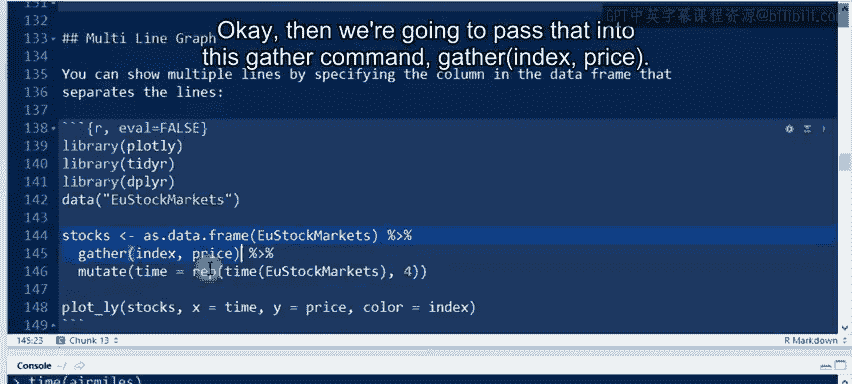 131
GPT中英字幕课程资源@bilibili
132
133 ## Multi Line Graph
Okay, then we're going to pass that into
this gather command, gather(index, price).
134
135 You can show multiple lines by specifying the column in the data frame that
136 separates the lines:
137
138 ```{r, eval=FALSE}
139 library(plotly)
140 library(tidyr)
141 library(dplyr)
142 data("EuStockMarkets")
143
144 stocks <- as.data.frame(EuStockMarkets) %>%
145 gather(index, price) %>%
146 mutate(time = rep(time(EuStockMarkets), 4))
147
148 plot_ly(stocks, x = time, y = price, color = index)
149 ```
145:23 Chunk 13 R Markdown
Console ~/
> time(airmiles)